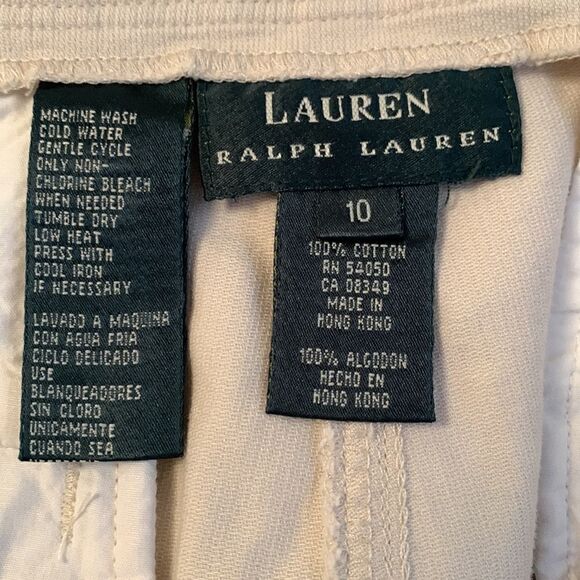 MACHINE WASH
COLD WATER
GENTLE CYCLE
ONLY NON-
CHLORINE BLEACH
WHEN NEEDED
TUMBLE DRY
LOW HEAT
PRESS WITH
COOL IRON
IF NECESSARY
LAVADO A MAQUINA
CON AGUA FRIA
CICLO DELICADO
USE
BLANQUEADORES
SIN CLORO
UNICAMENTE
CUANDO SEA
LAUREN
RALPH LAUREN
10
100% COTTON
RN 54050
CA 08349
MADE IN
HONG KONG
100% ALGODON
HECHO EN
HONG KONG